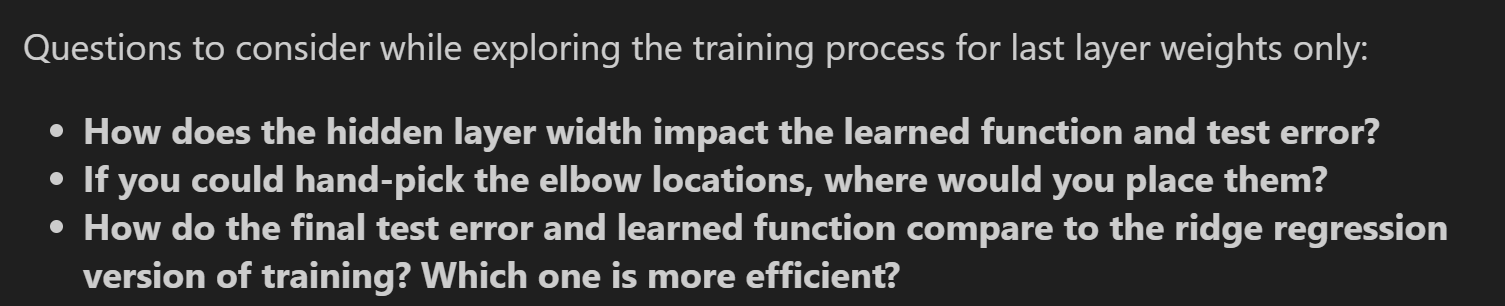 Questions to consider while exploring the training process for last layer weights only:
• How does the hidden layer width impact the learned function and test error?
• If you could hand-pick the elbow locations, where would you place them?
• How do the final test error and learned function compare to the ridge regression
version of training? Which one is more efficient?